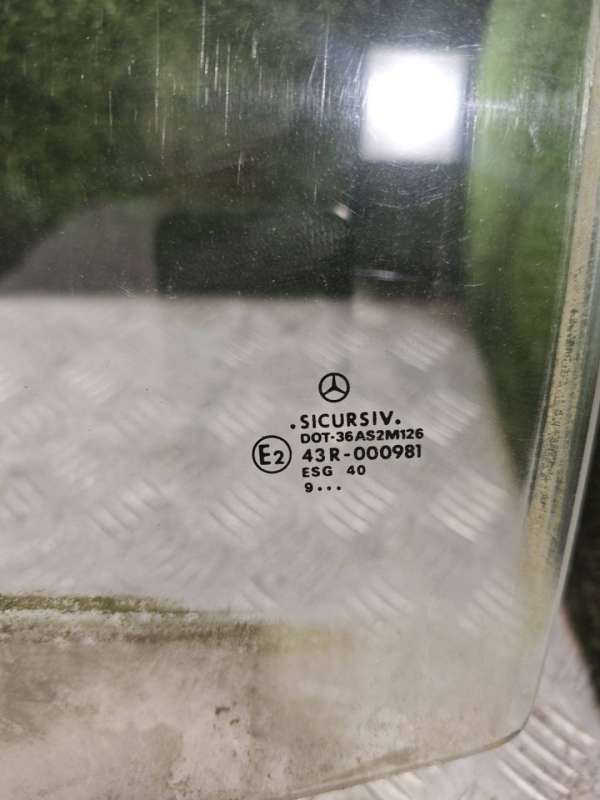 .SICURSIV.
DOT-36AS2M126
E2 43R-000981
ESG 40
9...